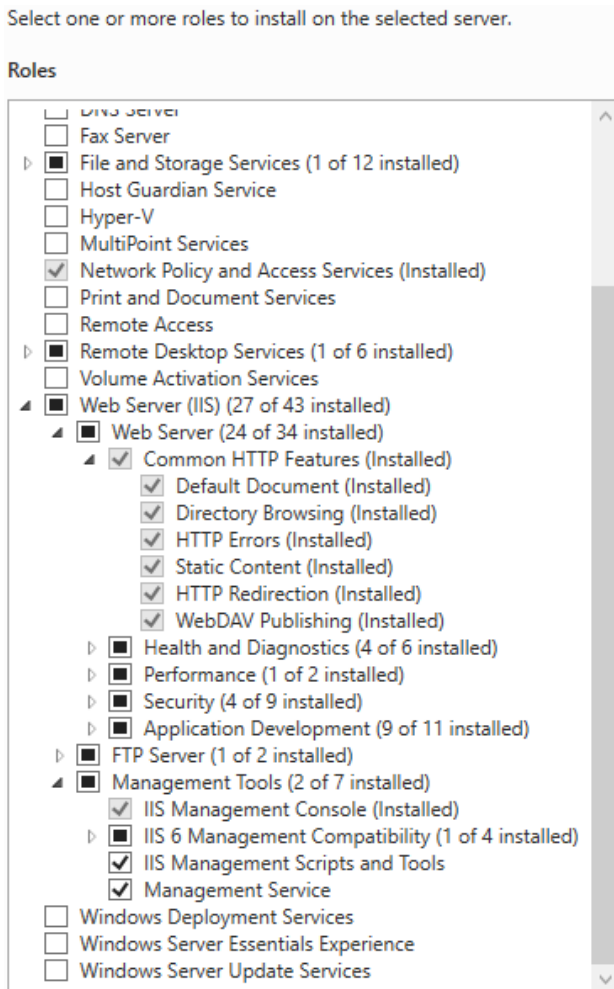 Select one or more roles to install on the selected server.
Roles
DNS Server
Fax Server
File and Storage Services (1 of 12 installed)
Host Guardian Service
Hyper-V
MultiPoint Services
Network Policy and Access Services (Installed)
Print and Document Services
Remote Access
Remote Desktop Services (1 of 6 installed)
Volume Activation Services
Web Server (IIS) (27 of 43 installed)
Web Server (24 of 34 installed)
Common HTTP Features (Installed)
Default Document (Installed)
Directory Browsing (Installed)
HTTP Errors (Installed)
Static Content (Installed)
HTTP Redirection (Installed)
WebDAV Publishing (Installed)
Health and Diagnostics (4 of 6 installed)
Performance (1 of 2 installed)
Security (4 of 9 installed)
Application Development (9 of 11 installed)
FTP Server (1 of 2 installed)
Management Tools (2 of 7 installed)
IIS Management Console (Installed)
IIS 6 Management Compatibility (1 of 4 installed)
IIS Management Scripts and Tools
Management Service
Windows Deployment Services
Windows Server Essentials Experience
Windows Server Update Services